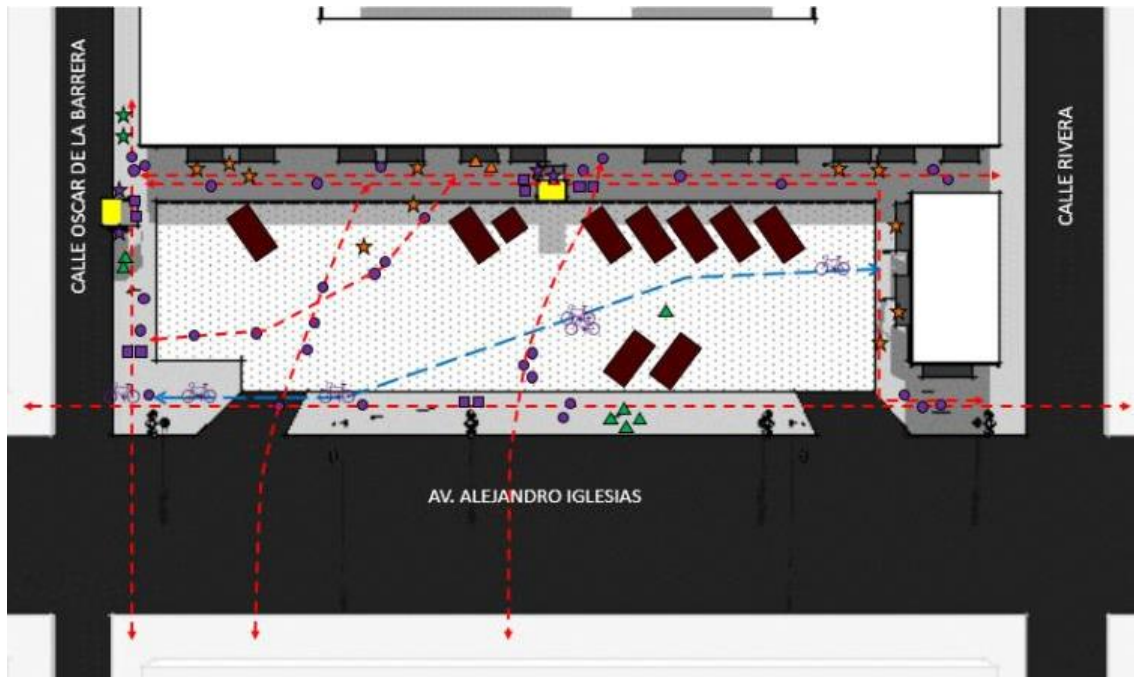 CALLE OSCAR DE LA BARRERA
CALLE RIVERA
AV. ALEJANDRO IGLESIAS